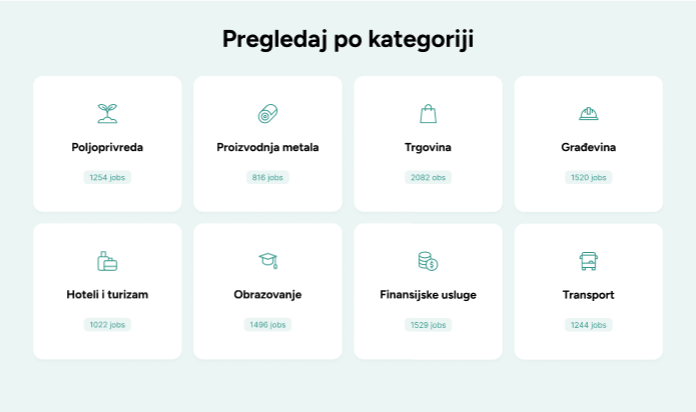 Pregledaj po kategoriji
Poljoprivreda
1254 jobs
Proizvodnja metala
816 jobs
Trgovina
2082 obs
Građevina
1520 jobs
Hoteli i turizam
1022 jobs
Obrazovanje
1496 jobs
Finansijske usluge
1529 jobs
Transport
1244 jobs